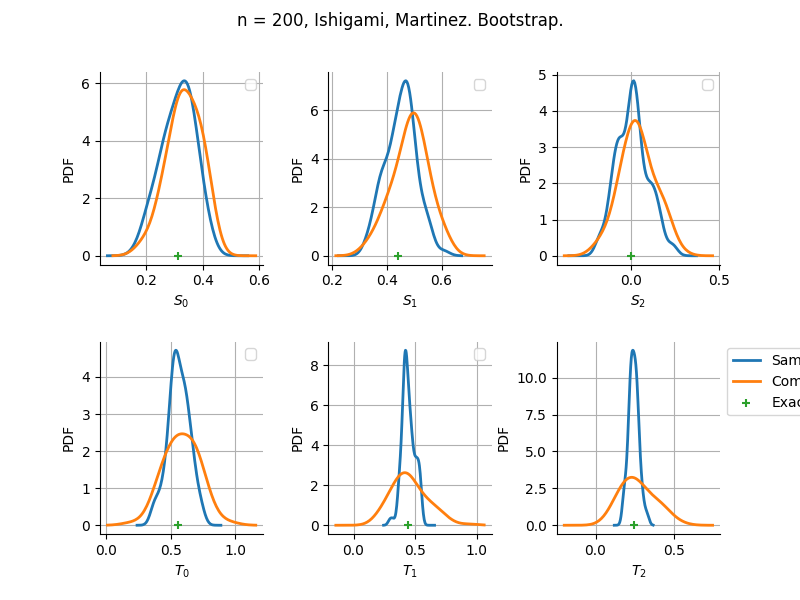 n = 200, Ishigami, Martinez. Bootstrap.
PDF
6
4
2
0
0.2 0.4 0.6
S0
PDF
6
4
2
0
0.2 0.4 0.6
S1
PDF
5
4
3
2
1
0
0.0 0.5
S2
PDF
4
3
2
1
0
0.0 0.5 1.0
T0
PDF
8
6
4
2
0
0.0 0.5 1.0
T1
PDF
10.0
7.5
5.0
2.5
0.0
0.0 0.5
T2
Sam
Com
Exac